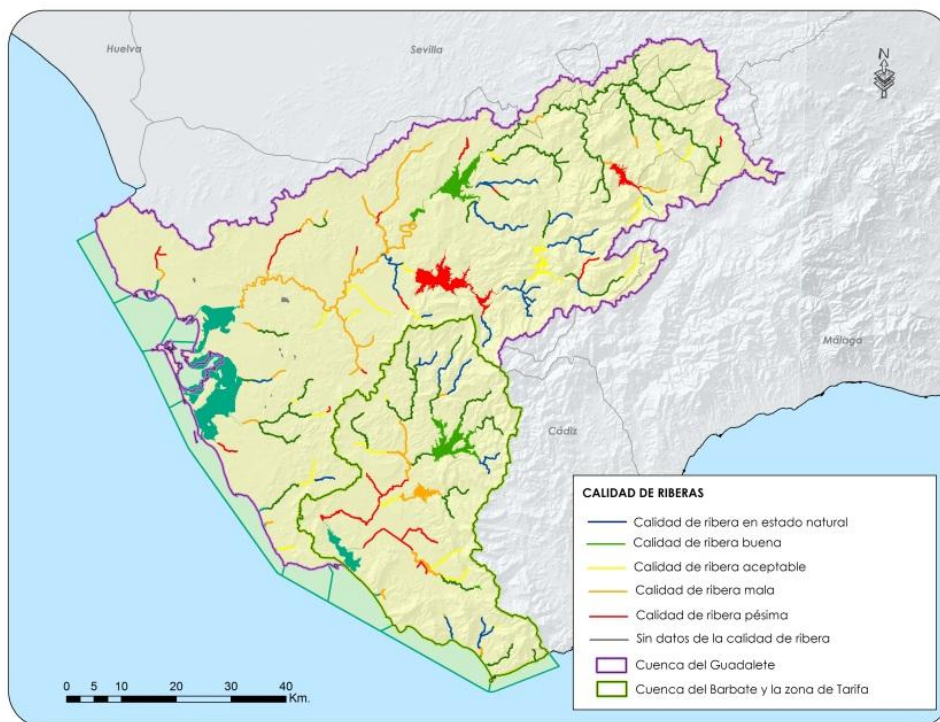 Huelva
Sevilla
N
Málaga
Cádiz
CALIDAD DE RIBERAS
Calidad de ribera en estado natural
Calidad de ribera buena
Calidad de ribera aceptable
Calidad de ribera mala
Calidad de ribera pésima
Sin datos de la calidad de ribera
Cuenca del Guadalete
Cuenca del Barbate y la zona de Tarifa
0 5 10 20 30 40
Km.